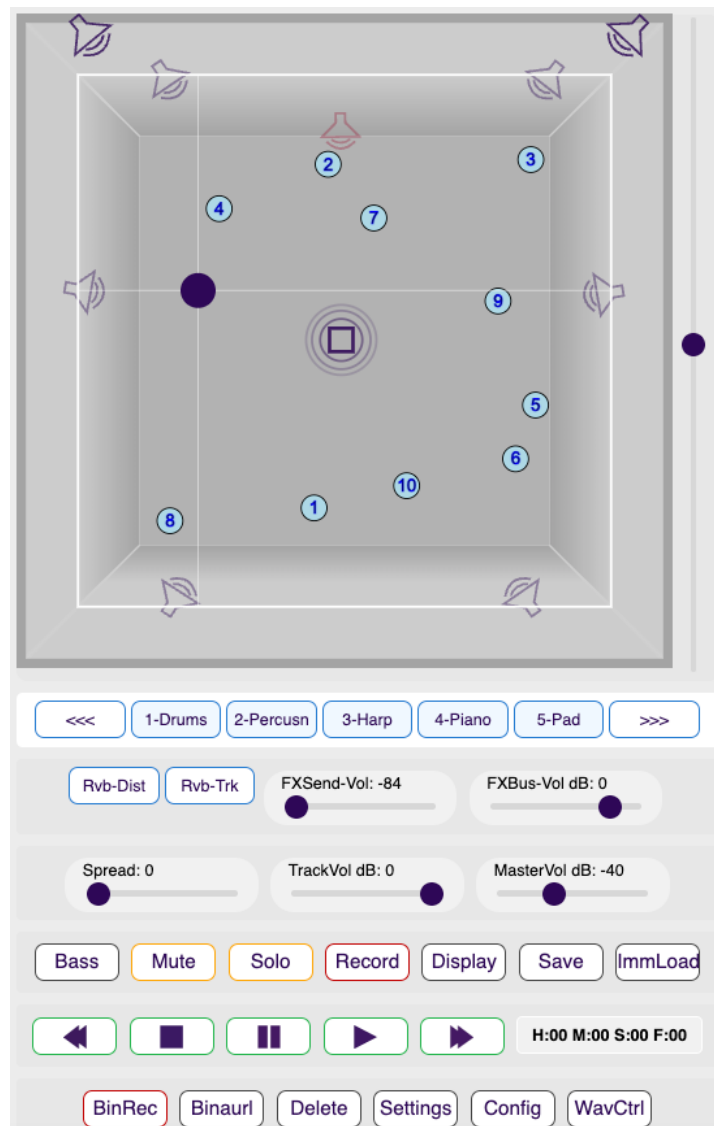 2
3
4
7
9
5
6
10
1
8
<<< 1-Drums 2-Percusn 3-Harp 4-Piano 5-Pad >>>
Rvb-Dist Rvb-Trk FXSend-Vol: -84 FXBus-Vol dB: 0
Spread: 0 TrackVol dB: 0 MasterVol dB: -40
Bass Mute Solo Record Display Save ImmLoad
H:00 M:00 S:00 F:00
BinRec Binaurl Delete Settings Config WavCtrl